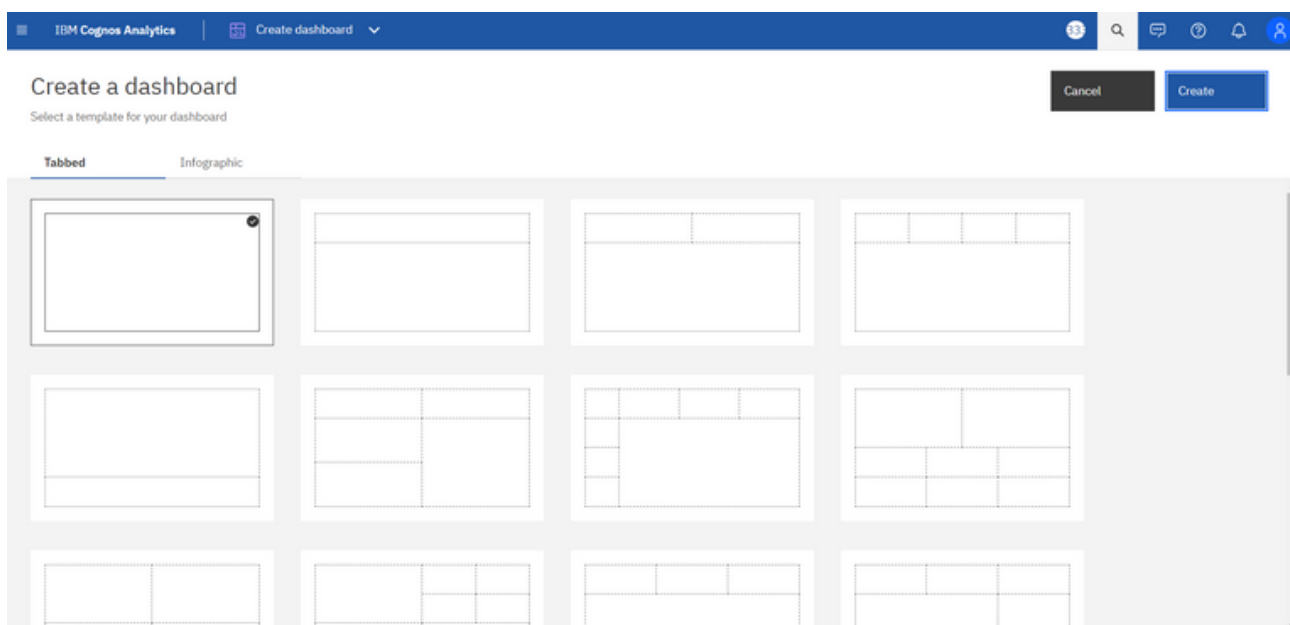 IBM Cognos Analytics
Create dashboard
Create a dashboard
Cancel
Create
Select a template for your dashboard
Tabbed
Infographic